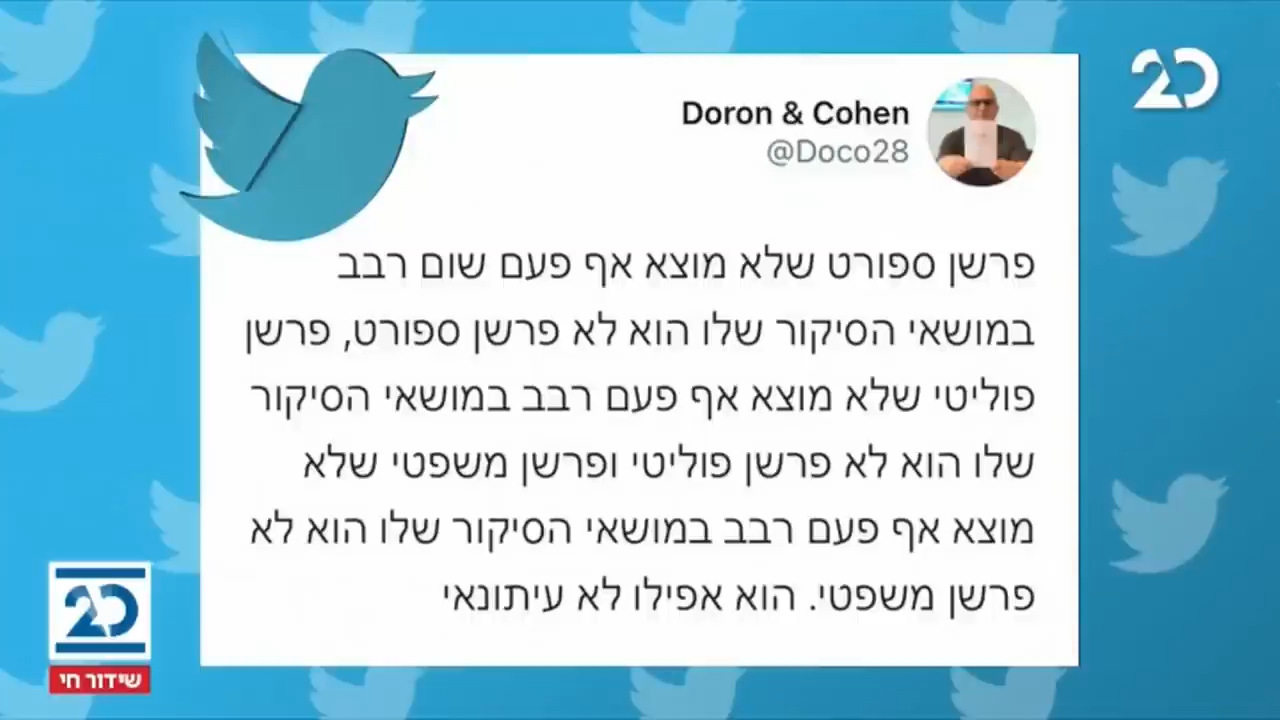 20
Doron & Cohen
@Doco28
פרשן ספורט שלא מוצא אף פעם שום רבב
במושאי הסיקור שלו הוא לא פרשן ספורט, פרשן
פוליטי שלא מוצא אף פעם רבב במושאי הסיקור
שלו הוא לא פרשן פוליטי ופרשן משפטי שלא
מוצא אף פעם רבב במושאי הסיקור שלו הוא לא
פרשן משפטי. הוא אפילו לא עיתונאי
20
שידור חי